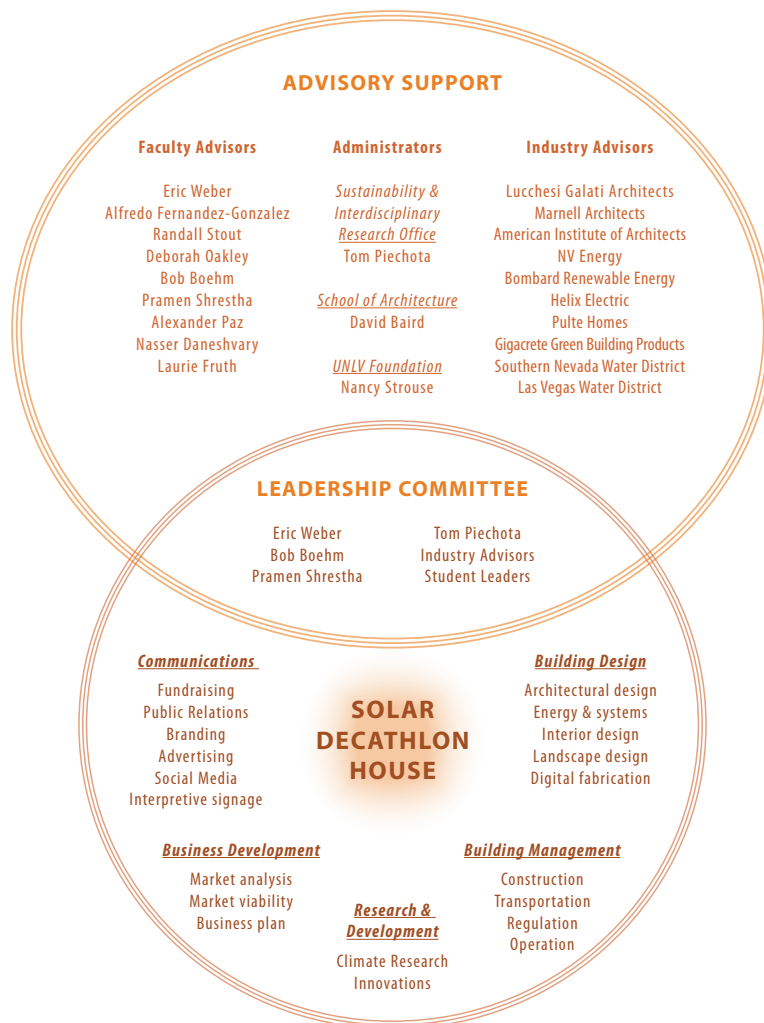 ADVISORY SUPPORT
Faculty Advisors
Eric Weber
Alfredo Fernandez-Gonzalez
Randall Stout
Deborah Oakley
Bob Boehm
Pramen Shrestha
Alexander Paz
Nasser Daneshvary
Laurie Fruth
Administrators
Sustainability &
Interdisciplinary
Research Office
Tom Piechota
School of Architecture
David Baird
UNLV Foundation
Nancy Strouse
Industry Advisors
Lucchesi Galati Architects
Marnell Architects
American Institute of Architects
NV Energy
Bombard Renewable Energy
Helix Electric
Pulte Homes
Gigacrete Green Building Products
Southern Nevada Water District
Las Vegas Water District
LEADERSHIP COMMITTEE
Eric Weber
Bob Boehm
Pramen Shrestha
Tom Piechota
Industry Advisors
Student Leaders
Communications
Fundraising
Public Relations
Branding
Advertising
Social Media
Interpretive signage
SOLAR
DECATHLON
HOUSE
Building Design
Architectural design
Energy & systems
Interior design
Landscape design
Digital fabrication
Business Development
Market analysis
Market viability
Business plan
Research &
Development
Climate Research
Innovations
Building Management
Construction
Transportation
Regulation
Operation